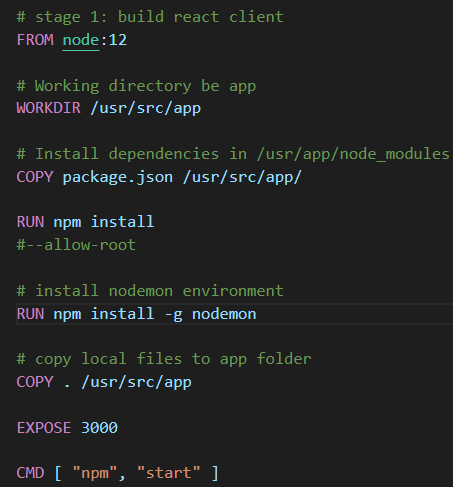 # stage 1: build react client
FROM node:12
# Working directory be app
WORKDIR /usr/src/app
# Install dependencies in /usr/app/node_modules
COPY package.json /usr/src/app/
RUN npm install
#--allow-root
# install nodemon environment
RUN npm install -g nodemon
# copy local files to app folder
COPY . /usr/src/app
EXPOSE 3000
CMD [ "npm", "start" ]